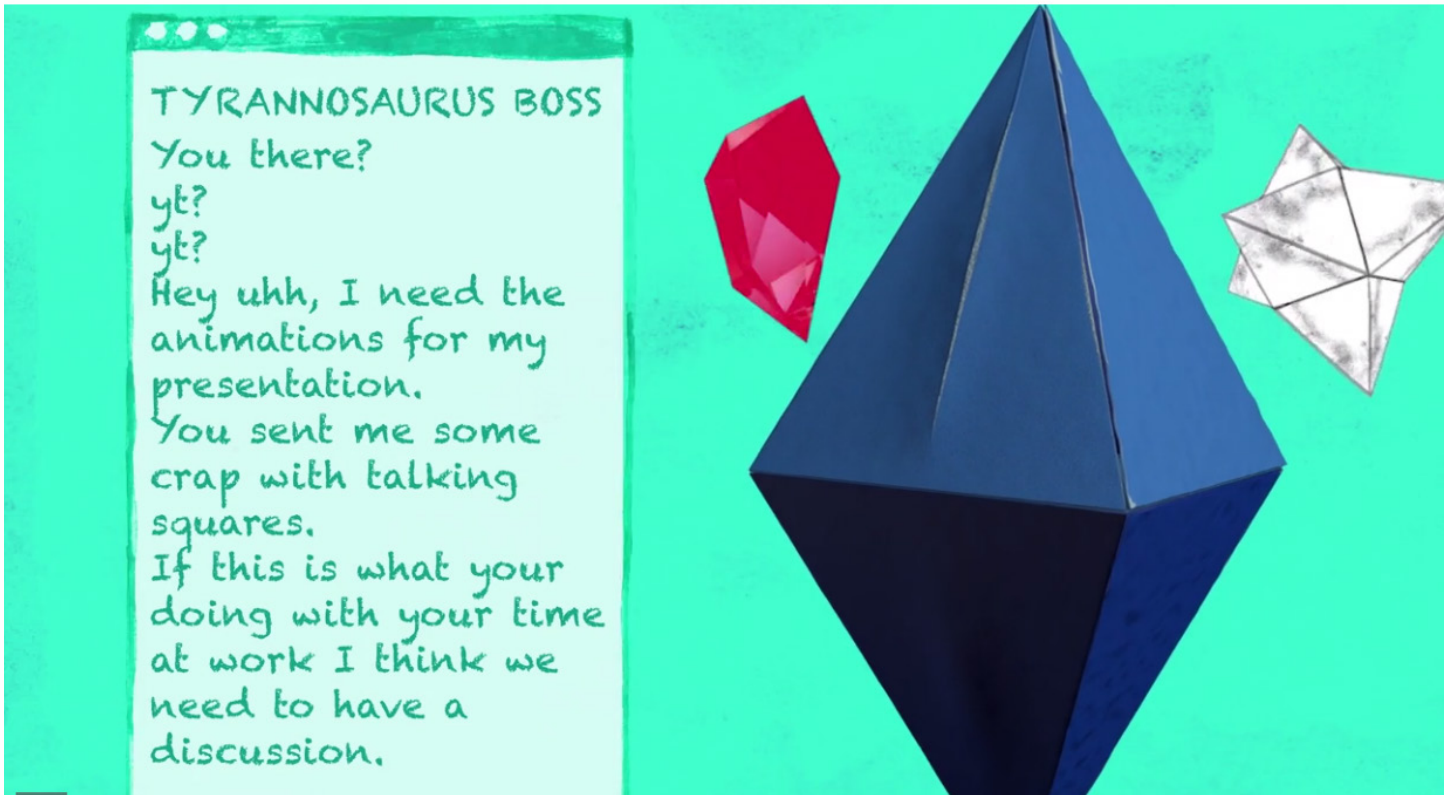 TYRANNOSAURUS BOSS
You there?
yt?
yt?
Hey uhh, I need the
animations for my
presentation.
You sent me some
crap with talking
squares.
If this is what your
doing with your time
at work I think we
need to have a
discussion.